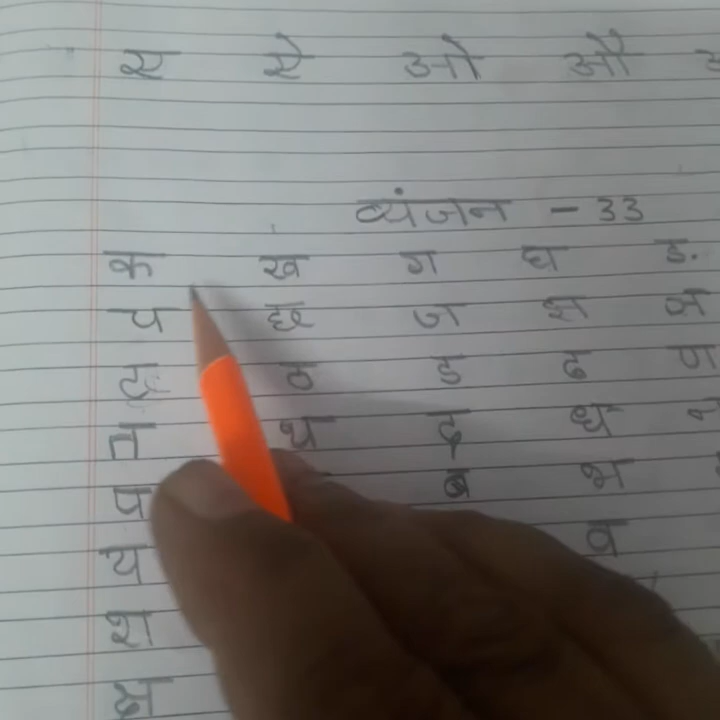 ए ऐ ओ औ
व्यंजन - 33
क ख ग घ ङ
च छ ज झ ञ
ट ठ ड ढ ण
त थ द ध
प ब भ
य व
श
क्ष